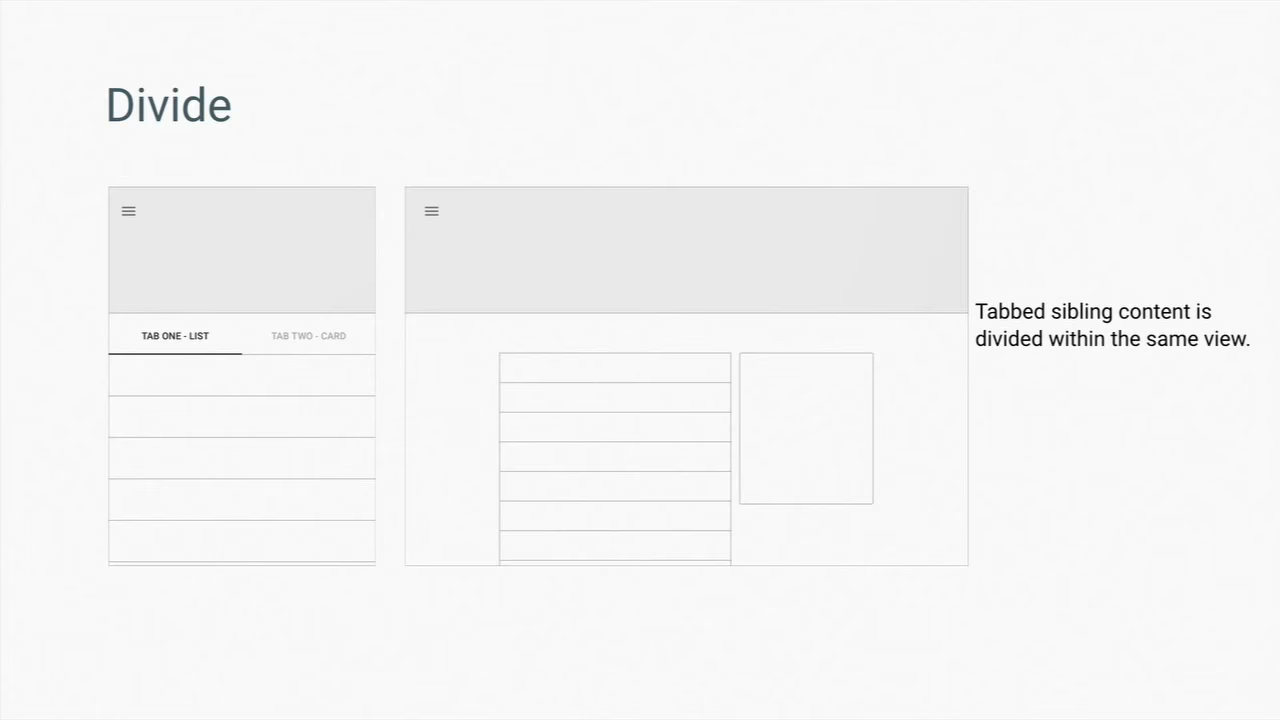 Divide
TAB ONE - LIST
TAB TWO - CARD
Tabbed sibling content is
divided within the same view.